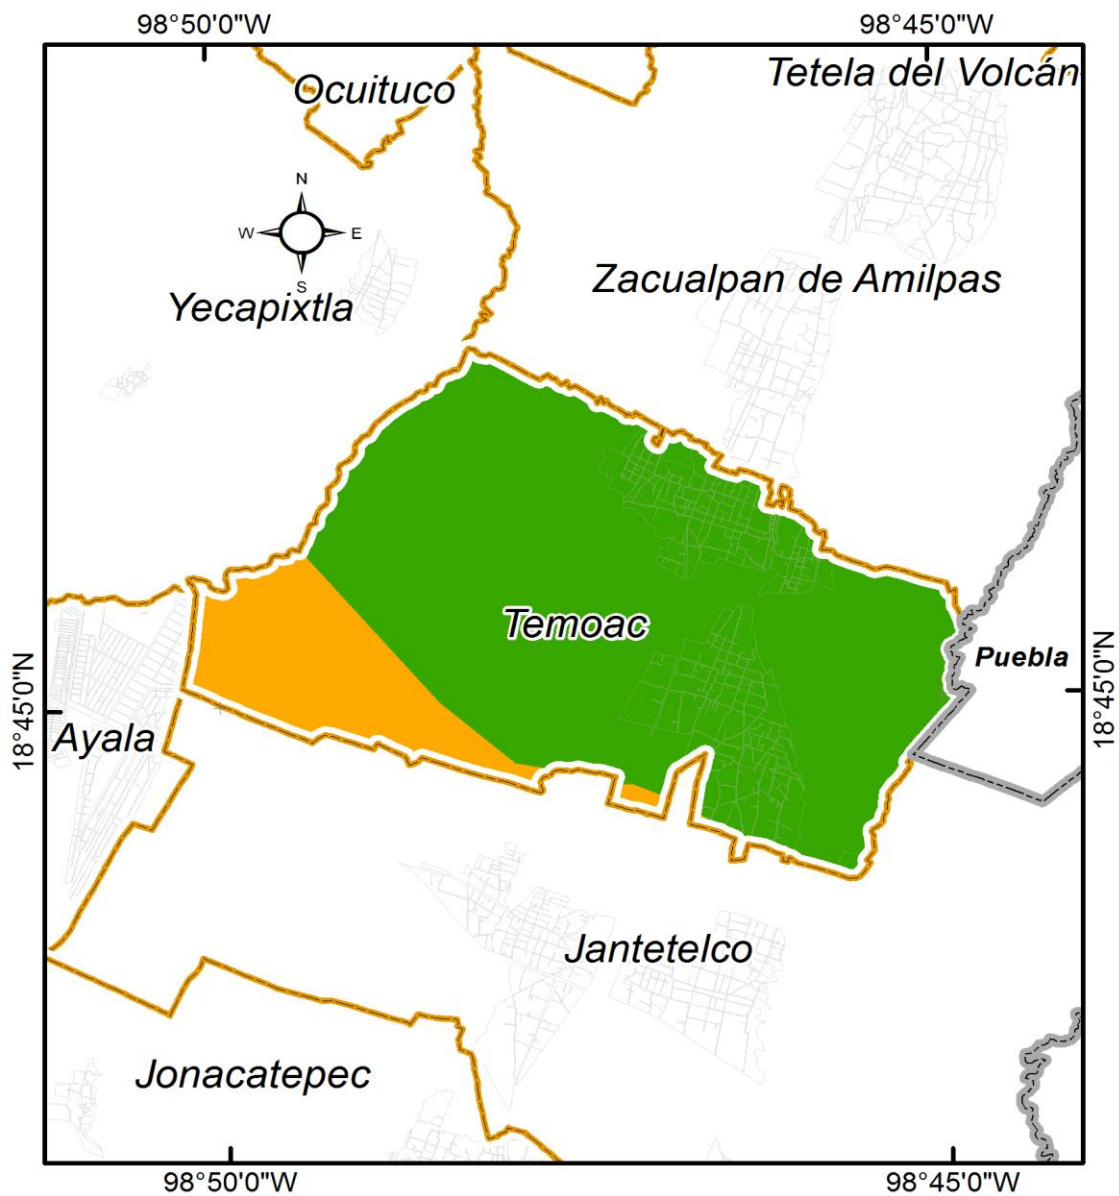 98°50'0"W 98°45'0"W
Tetela del Volcán
Ocuituco
N
W E
S
Zacualpan de Amilpas
Yecapixtla
Temoac
Puebla
18°45'0"N 18°45'0"N
Ayala
Jantetelco
Jonacatepec
98°50'0"W 98°45'0"W